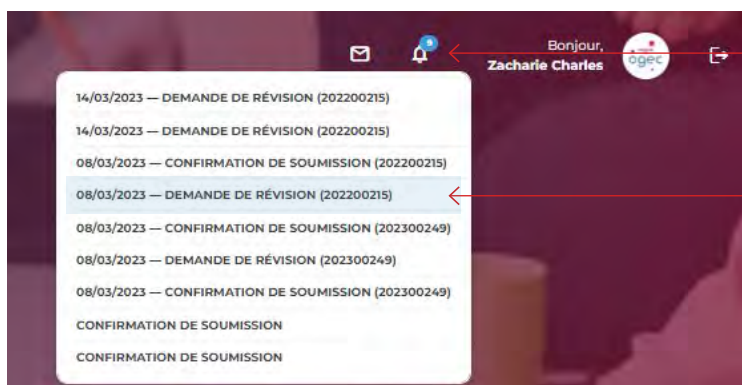 9
Bonjour,
Zacharie Charles
ogec
14/03/2023 — DEMANDE DE RÉVISION (202200215)
14/03/2023 — DEMANDE DE RÉVISION (202200215)
08/03/2023 — CONFIRMATION DE SOUMISSION (202200215)
08/03/2023 — DEMANDE DE RÉVISION (202200215)
08/03/2023 — CONFIRMATION DE SOUMISSION (202300249)
08/03/2023 — DEMANDE DE RÉVISION (202300249)
08/03/2023 — CONFIRMATION DE SOUMISSION (202300249)
CONFIRMATION DE SOUMISSION
CONFIRMATION DE SOUMISSION